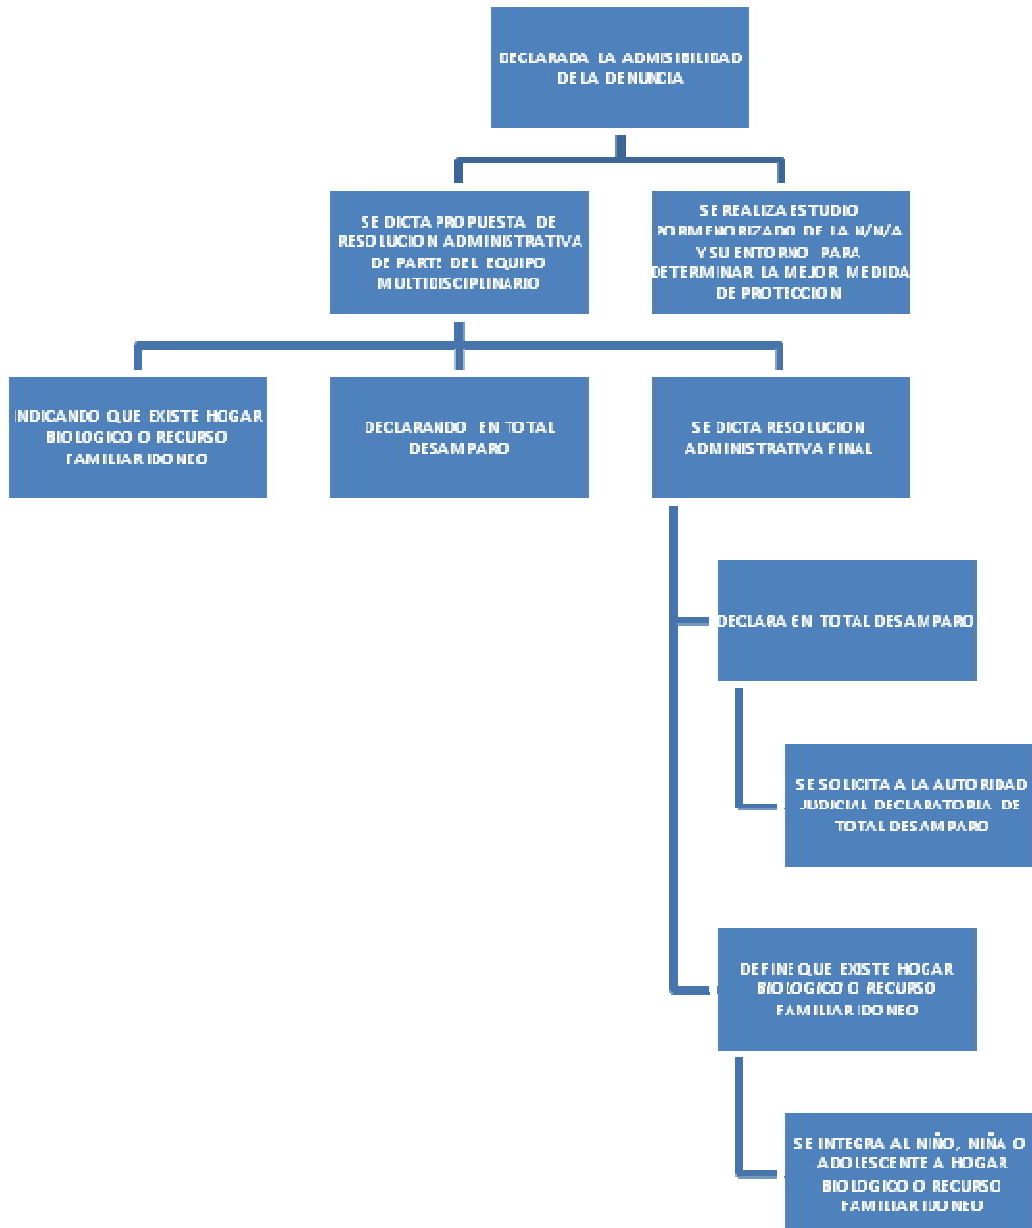 DECLARADA LA ADMISIBILIDAD
DE LA DENUNCIA
SE DICTA PROPUESTA DE
RESOLUCION ADMINISTRATIVA
DE PARTE DEL EQUIPO
MULTIDISCIPLINARIO
SE REALIZA ESTUDIO
PORMENORIZADO DE LA N/N/A
Y SU ENTORNO PARA
DETERMINAR LA MEJOR MEDIDA
DE PROTECCION
INDICANDO QUE EXISTE HOGAR
BIOLOGICO O RECURSO
FAMILIAR IDONEO
DECLARANDO EN TOTAL
DESAMPARO
SE DICTA RESOLUCION
ADMINISTRATIVA FINAL
DECLARA EN TOTAL DESAMPARO
SE SOLICITA A LA AUTORIDAD
JUDICIAL DECLARATORIA DE
TOTAL DESAMPARO
DEFINE QUE EXISTE HOGAR
BIOLOGICO O RECURSO
FAMILIAR IDONEO
SE INTEGRA AL NIÑO, NIÑA O
ADOLESCENTE A HOGAR
BIOLOGICO O RECURSO
FAMILIAR IDONEO